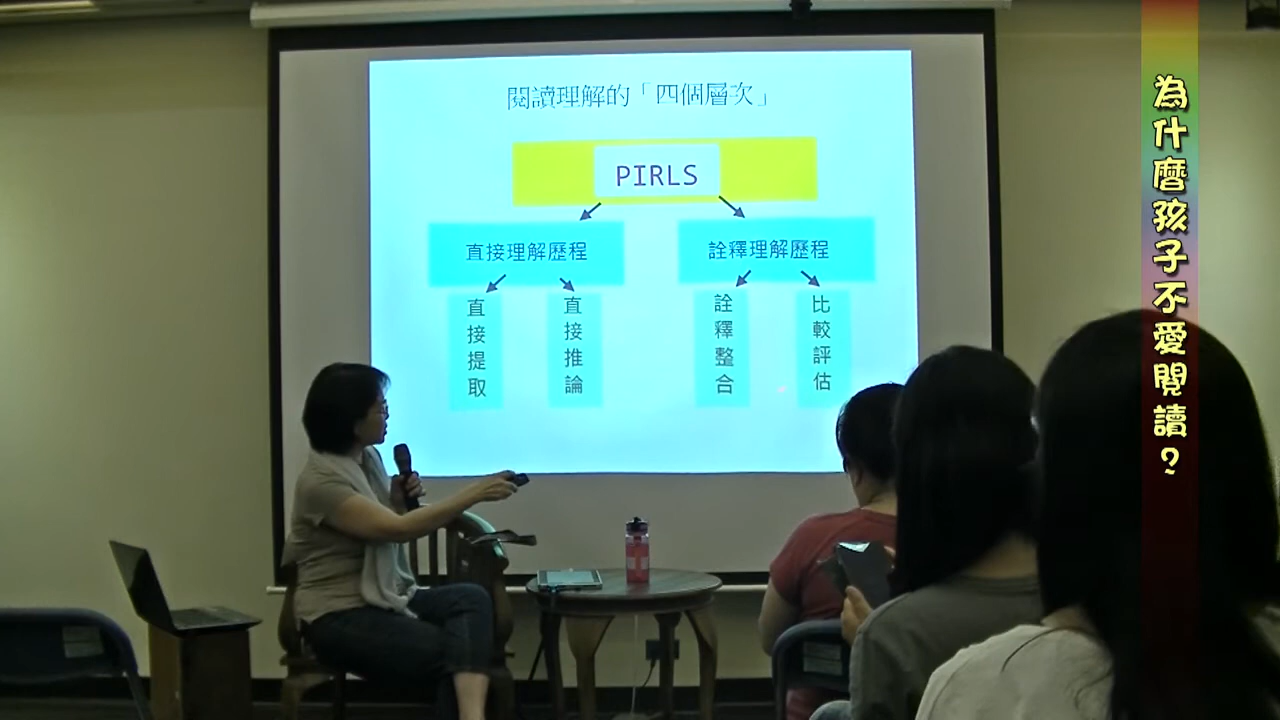 閱讀理解的「四個層次」
PIRLS
直接理解歷程
詮釋理解歷程
直接提取
直接推論
詮釋整合
比較評估
為什麼孩子不愛閱讀？